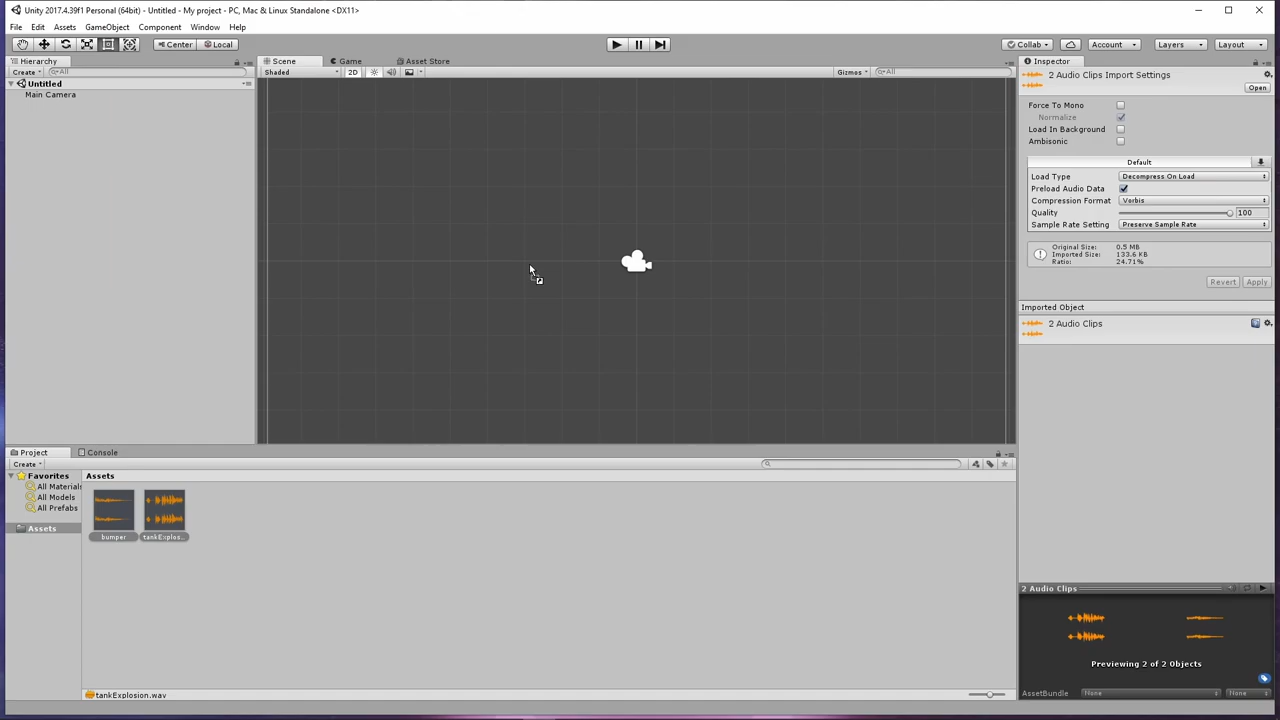 Unity 2017.4.39f1 Personal (64bit) - Untitled - My project - PC, Mac & Linux Standalone <DX11>
File Edit Assets GameObject Component Window Help
Center Local Collab Account Layers Layout
Hierarchy
Create All
Untitled
Main Camera
Scene Game Asset Store
Shaded 2D Gizmos All
Inspector
2 Audio Clips Import Settings
Open
Force To Mono
Normalize
Load In Background
Ambisonic
Default
Load Type Decompress On Load
Preload Audio Data
Compression Format Vorbis
Quality 100
Sample Rate Setting Preserve Sample Rate
Original Size: 0.5 MB
Imported Size: 133.6 KB
Ratio: 24.71%
Revert Apply
Imported Object
2 Audio Clips
Project Console
Create
Favorites
All Materials
All Models
All Prefabs
Assets
Assets
bumper tankExplos...
tankExplosion.wav
2 Audio Clips
Previewing 2 of 2 Objects
AssetBundle None None